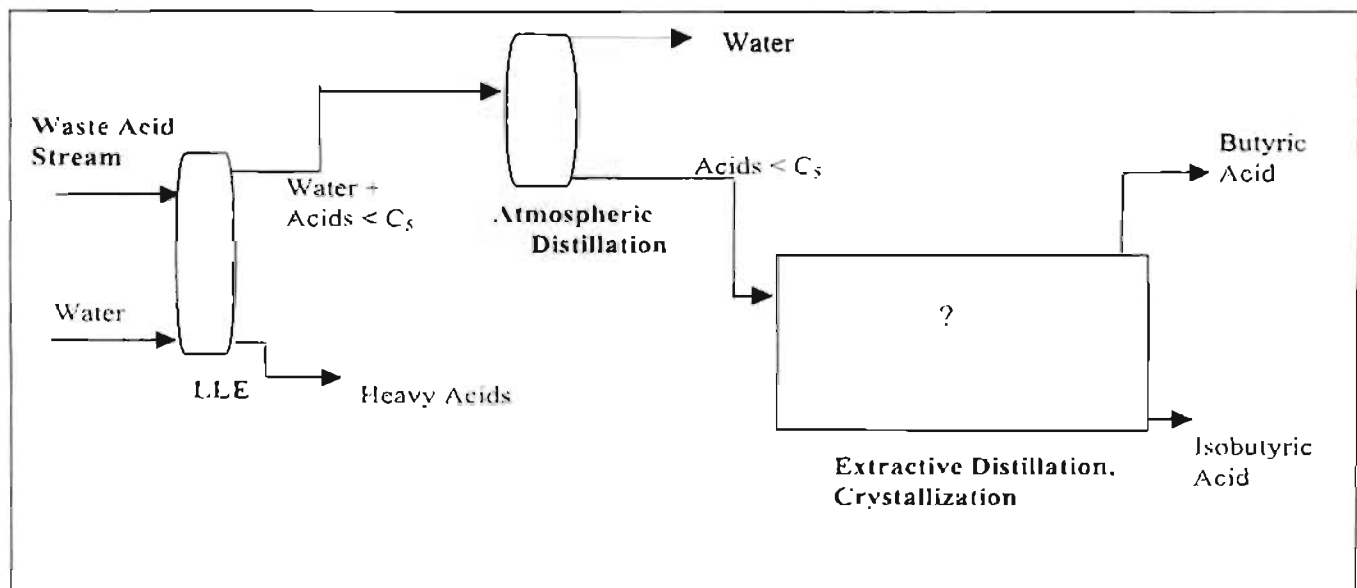 Water
Waste Acid
Stream
Water +
Acids < C5
Atmospheric
Distillation
Acids < C5
Butyric
Acid
Water
LLE
Heavy Acids
?
Extractive Distillation,
Crystallization
Isobutyric
Acid